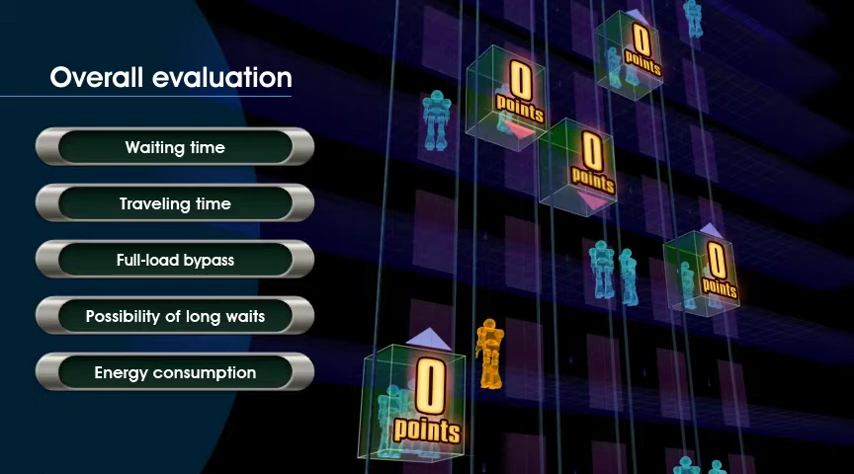 Overall evaluation
Waiting time
Traveling time
Full-load bypass
Possibility of long waits
Energy consumption
0
points
0
points
0
points
0
points
0
points